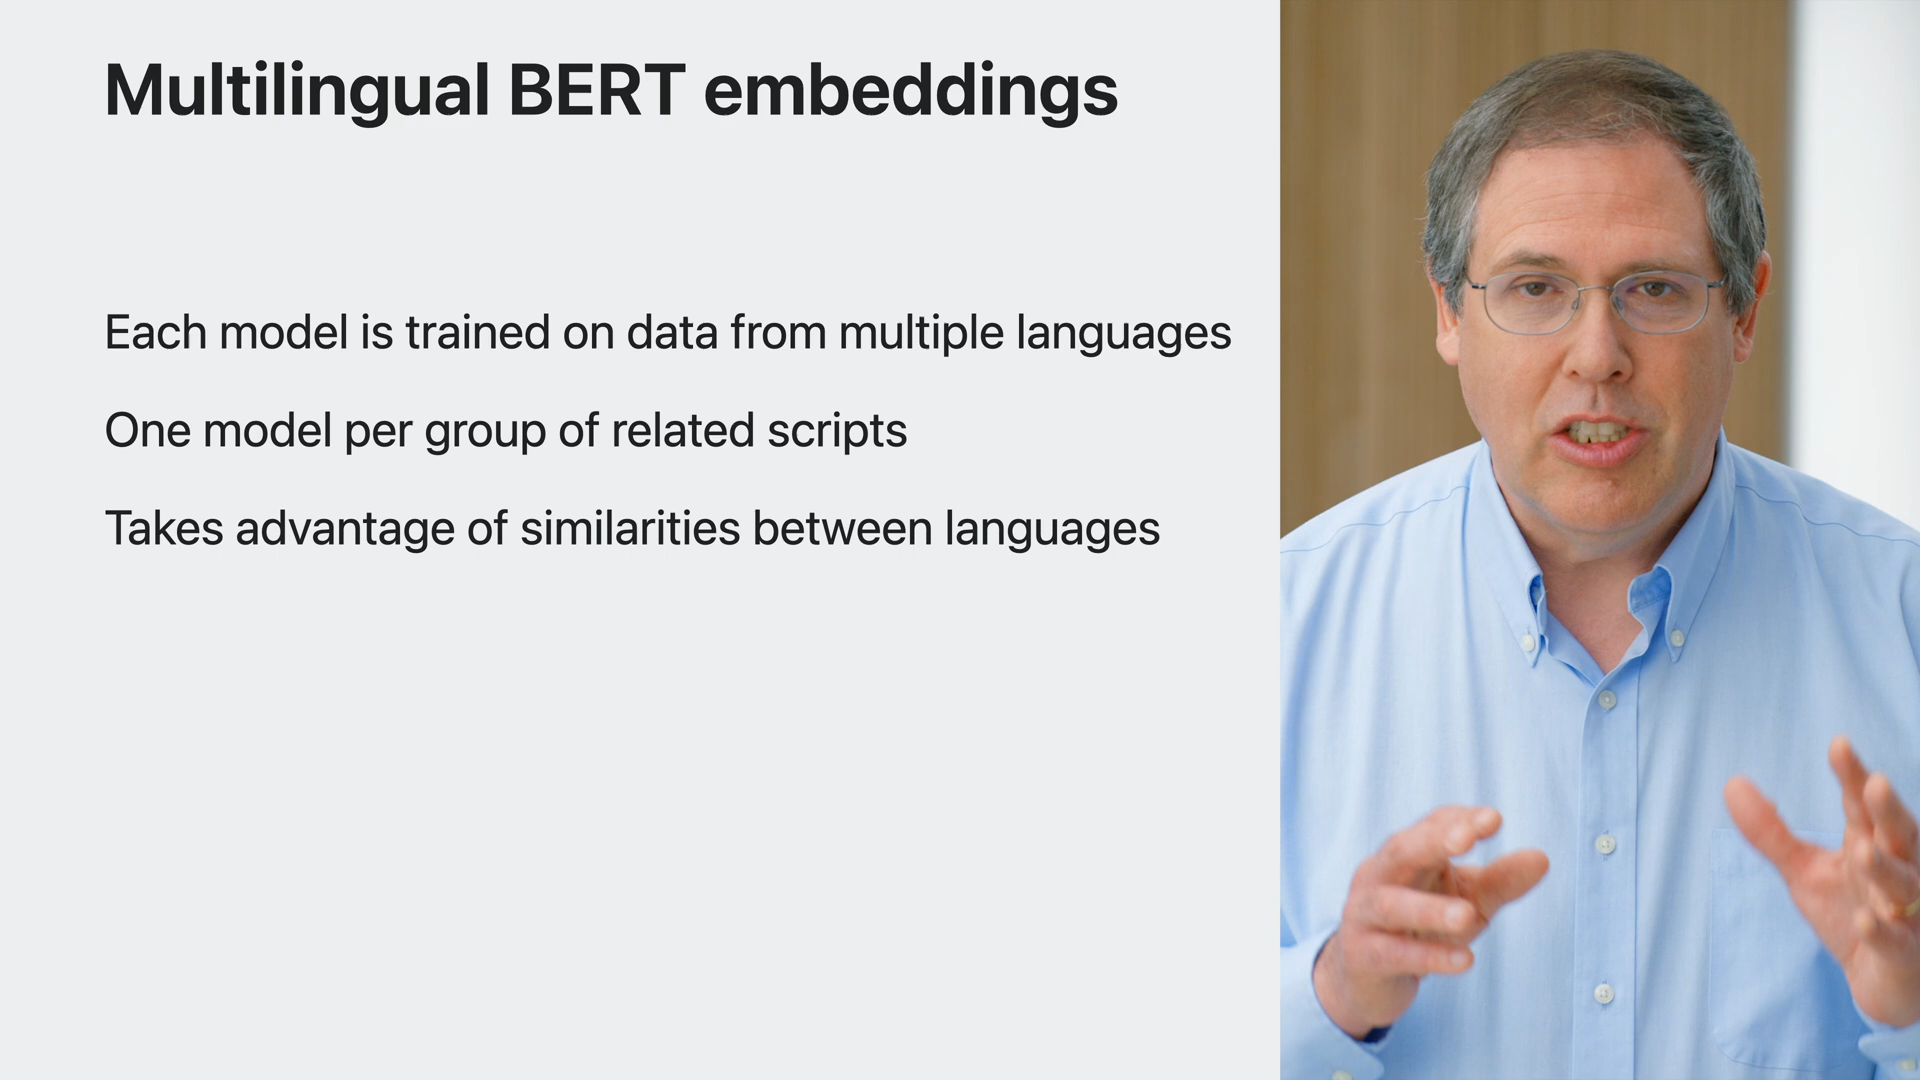 Multilingual BERT embeddings
Each model is trained on data from multiple languages
One model per group of related scripts
Takes advantage of similarities between languages